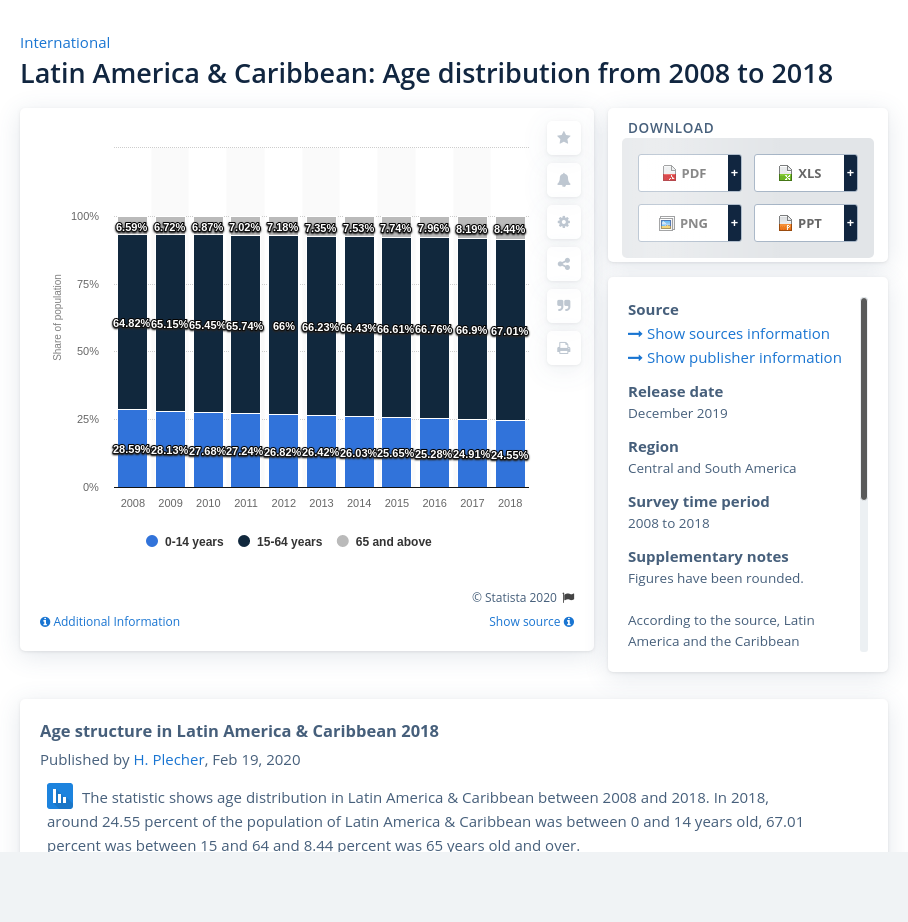 International
Latin America & Caribbean: Age distribution from 2008 to 2018
Share of population
100%
75%
50%
25%
0%
6.59% 6.72% 6.87% 7.02% 7.18% 7.35% 7.53% 7.74% 7.96% 8.19% 8.44%
64.82% 65.15% 65.45% 65.74% 66% 66.23% 66.43% 66.61% 66.76% 66.9% 67.01%
28.59% 28.13% 27.68% 27.24% 26.82% 26.42% 26.03% 25.65% 25.28% 24.91% 24.55%
2008 2009 2010 2011 2012 2013 2014 2015 2016 2017 2018
0-14 years 15-64 years 65 and above
© Statista 2020
Additional Information Show source
DOWNLOAD
PDF + XLS +
PNG + PPT +
Source
Show sources information
Show publisher information
Release date
December 2019
Region
Central and South America
Survey time period
2008 to 2018
Supplementary notes
Figures have been rounded.
According to the source, Latin
America and the Caribbean
Age structure in Latin America & Caribbean 2018
Published by H. Plecher, Feb 19, 2020
The statistic shows age distribution in Latin America & Caribbean between 2008 and 2018. In 2018,
around 24.55 percent of the population of Latin America & Caribbean was between 0 and 14 years old, 67.01
percent was between 15 and 64 and 8.44 percent was 65 years old and over.